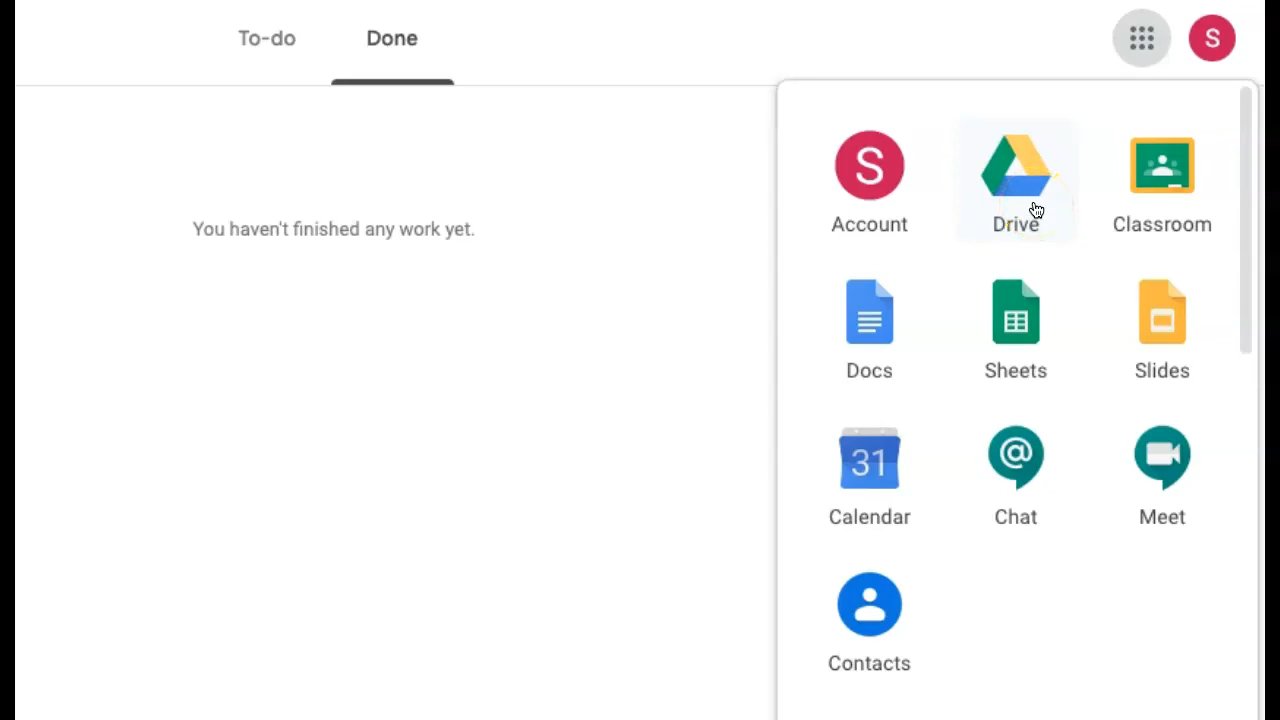 To-do Done S
S
Account Drive Classroom
You haven't finished any work yet.
Docs Sheets Slides
31 @
Calendar Chat Meet
Contacts